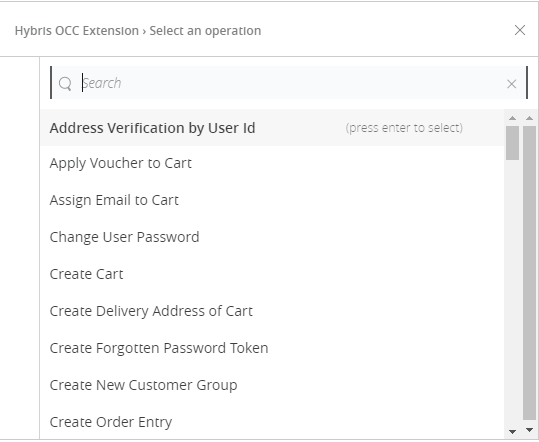 Hybris OCC Extension › Select an operation
Search
Address Verification by User Id (press enter to select)
Apply Voucher to Cart
Assign Email to Cart
Change User Password
Create Cart
Create Delivery Address of Cart
Create Forgotten Password Token
Create New Customer Group
Create Order Entry